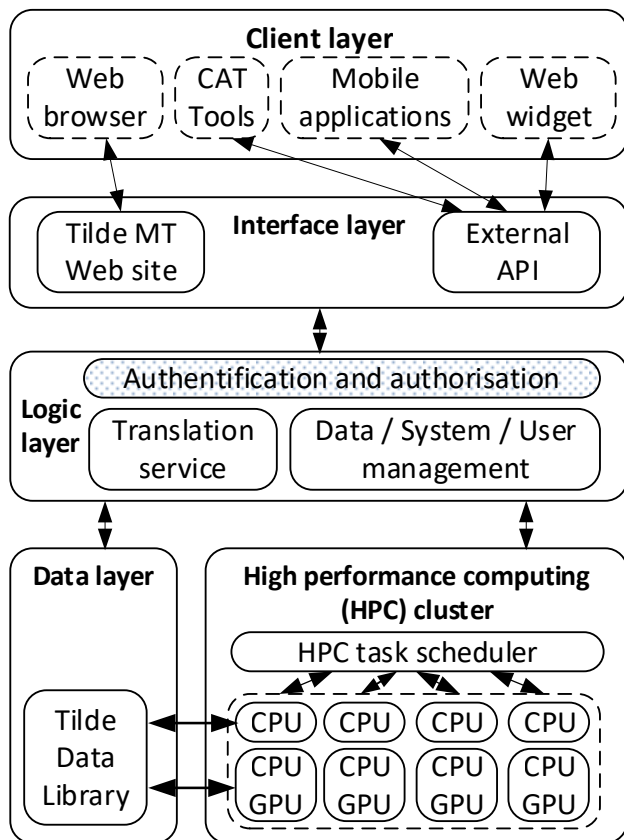 Client layer
Web
browser
CAT
Tools
Mobile
applications
Web
widget
Interface layer
Tilde MT
Web site
External
API
Logic
layer
Authentification and authorisation
Translation
service
Data / System / User
management
Data layer
Tilde
Data
Library
High performance computing
(HPC) cluster
HPC task scheduler
CPU CPU CPU CPU
CPU CPU CPU CPU
GPU GPU GPU GPU